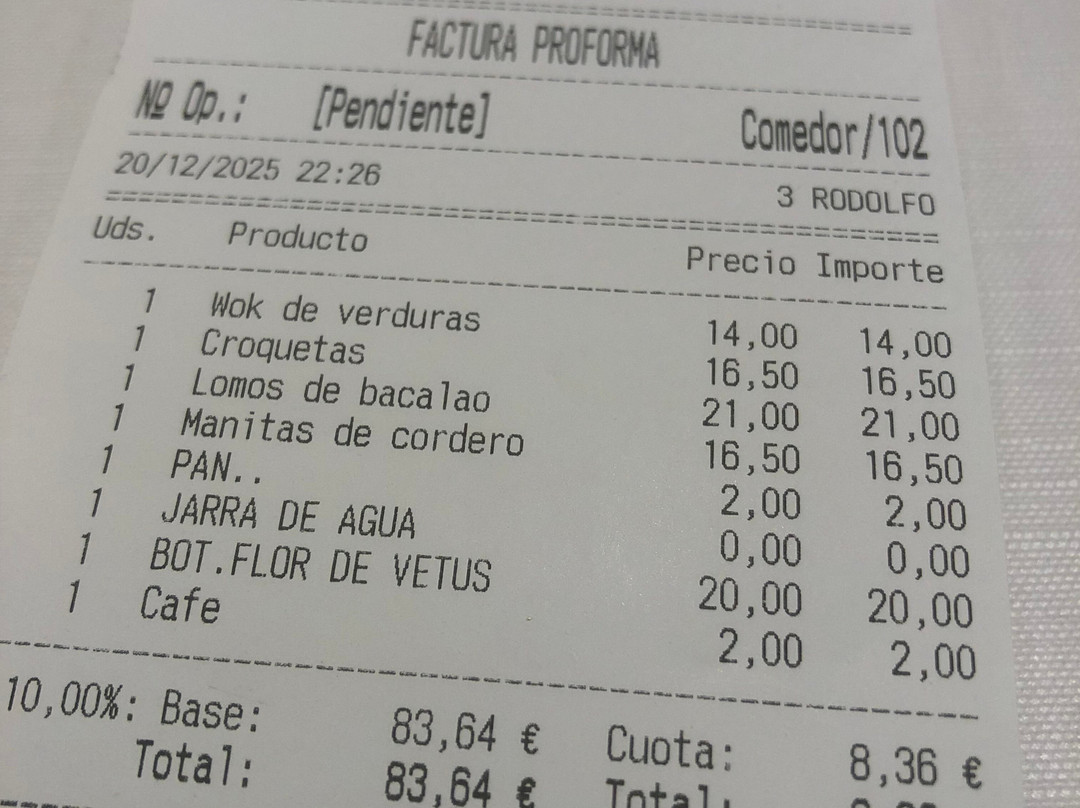 FACTURA PROFORMA
Nº Op.: [Pendiente] Comedor/102
20/12/2025 22:26 3 RODOLFO
Uds. Producto Precio Importe
1 Wok de verduras 14,00 14,00
1 Croquetas 16,50 16,50
1 Lomos de bacalao 21,00 21,00
1 Manitas de cordero 16,50 16,50
1 PAN.. 2,00 2,00
1 JARRA DE AGUA 0,00 0,00
1 BOT.FLOR DE VETUS 20,00 20,00
1 Cafe 2,00 2,00
10,00%: Base: 83,64 € Cuota: 8,36 €
Total: 83,64 € Total: